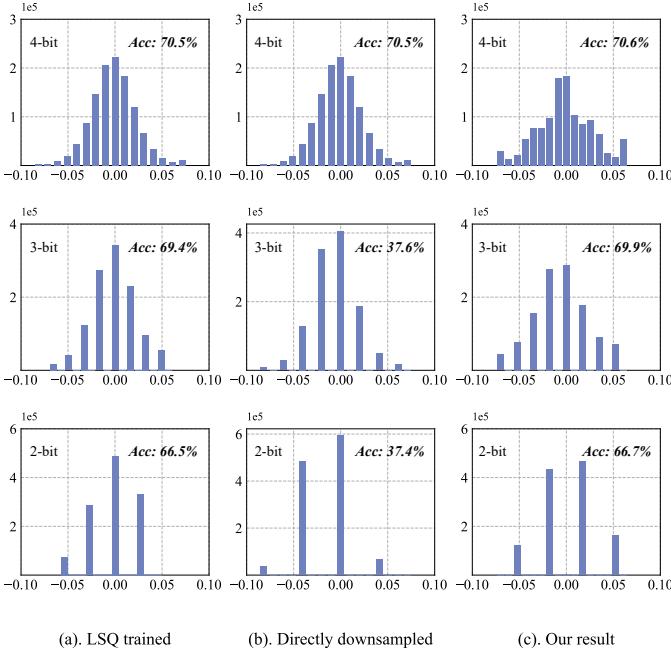 1e5 1e5 1e5
3 3 3
4-bit Acc: 70.5% 4-bit Acc: 70.5% 4-bit Acc: 70.6%
2 2 2
1 1 1
−0.10 −0.05 0.00 0.05 0.10 −0.10 −0.05 0.00 0.05 0.10 −0.10 −0.05 0.00 0.05 0.10
1e5 1e5 1e5
4 4 4
3-bit Acc: 69.4% 3-bit Acc: 37.6% 3-bit Acc: 69.9%
2 2 2
−0.10 −0.05 0.00 0.05 0.10 −0.10 −0.05 0.00 0.05 0.10 −0.10 −0.05 0.00 0.05 0.10
1e5 1e5 1e5
6 6 6
2-bit Acc: 66.5% 2-bit Acc: 37.4% 2-bit Acc: 66.7%
4 4 4
2 2 2
−0.10 −0.05 0.00 0.05 0.10 −0.10 −0.05 0.00 0.05 0.10 −0.10 −0.05 0.00 0.05 0.10
(a). LSQ trained (b). Directly downsampled (c). Our result